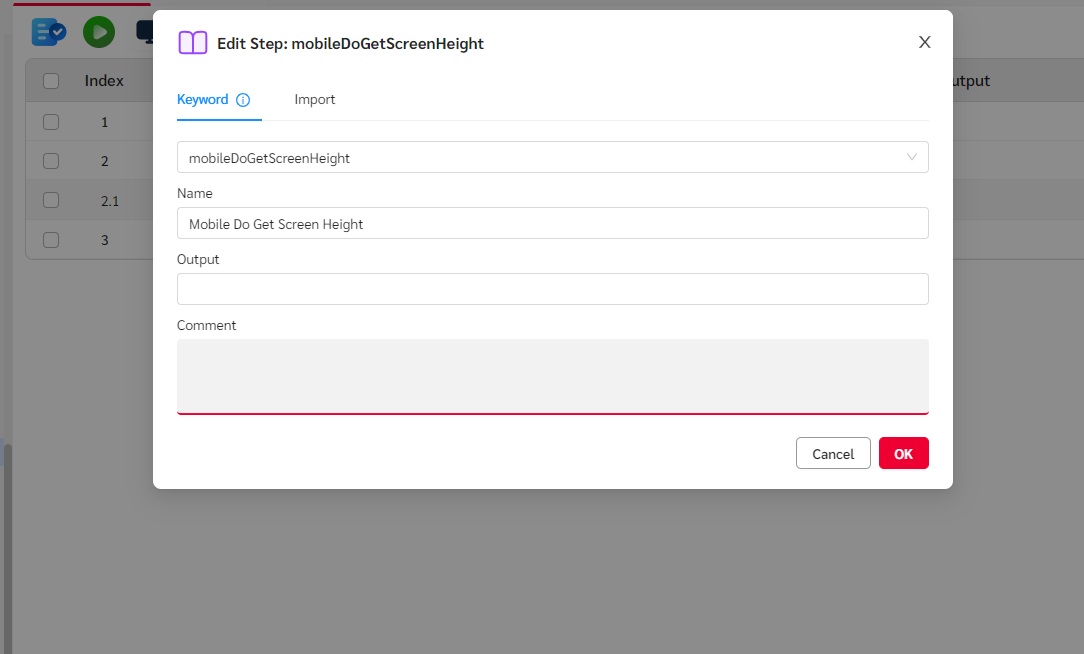 Edit Step: mobileDoGetScreenHeight
X
Keyword
Import
mobileDoGetScreenHeight
Name
Mobile Do Get Screen Height
Output
Comment
Cancel
OK
Index
utput
1
2
2.1
3